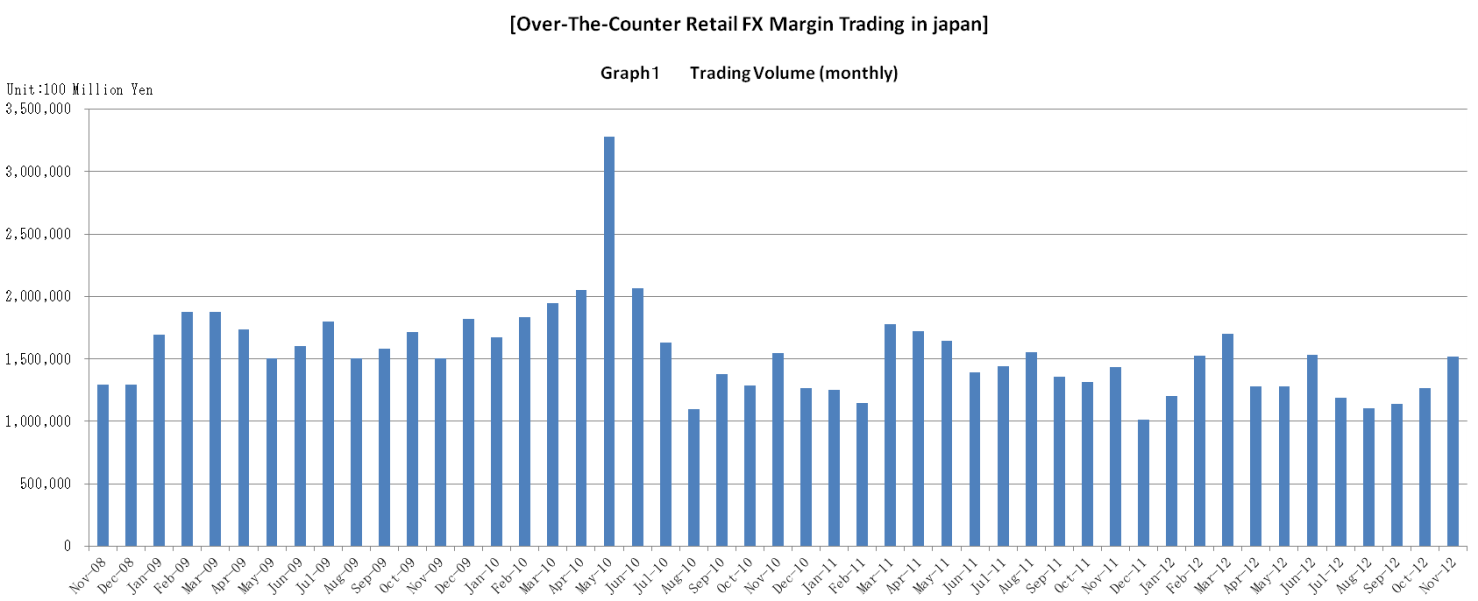 [Over-The-Counter Retail FX Margin Trading in japan]
Graph1 Trading Volume (monthly)
Unit:100 Million Yen
3,500,000
3,000,000
2,500,000
2,000,000
1,500,000
1,000,000
500,000
0
Nov-08 Dec-08 Jan-09 Feb-09 Mar-09 Apr-09 May-09 Jun-09 Jul-09 Aug-09 Sep-09 Oct-09 Nov-09 Dec-09 Jan-10 Feb-10 Mar-10 Apr-10 May-10 Jun-10 Jul-10 Aug-10 Sep-10 Oct-10 Nov-10 Dec-10 Jan-11 Feb-11 Mar-11 Apr-11 May-11 Jun-11 Jul-11 Aug-11 Sep-11 Oct-11 Nov-11 Dec-11 Jan-12 Feb-12 Mar-12 Apr-12 May-12 Jun-12 Jul-12 Aug-12 Sep-12 Oct-12 Nov-12